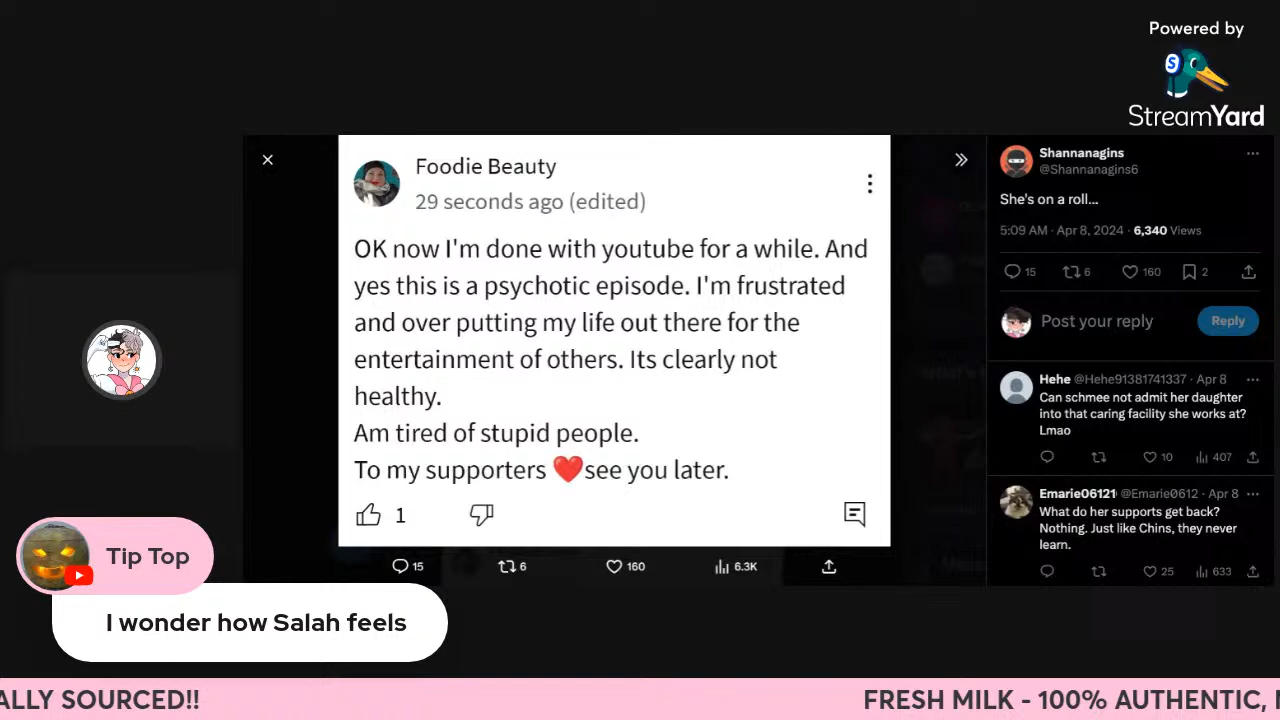 Powered by
StreamYard
Foodie Beauty
29 seconds ago (edited)
OK now I'm done with youtube for a while. And
yes this is a psychotic episode. I'm frustrated
and over putting my life out there for the
entertainment of others. Its clearly not
healthy.
Am tired of stupid people.
To my supporters ❤️see you later.
1
15
6
160
6.3K
Shannanagins
@Shannanagins6
She's on a roll...
5:09 AM · Apr 8, 2024 · 6,340 Views
15
6
160
2
Post your reply
Reply
Hehe @Hehe91381741337 · Apr 8
Can schmee not admit her daughter
into that caring facility she works at?
Lmao
10
407
Emarie06121 @Emarie0612 · Apr 8
What do her supports get back?
Nothing. Just like Chins, they never
learn.
25
633
Tip Top
I wonder how Salah feels
ALLY SOURCED!!
FRESH MILK - 100% AUTHENTIC,